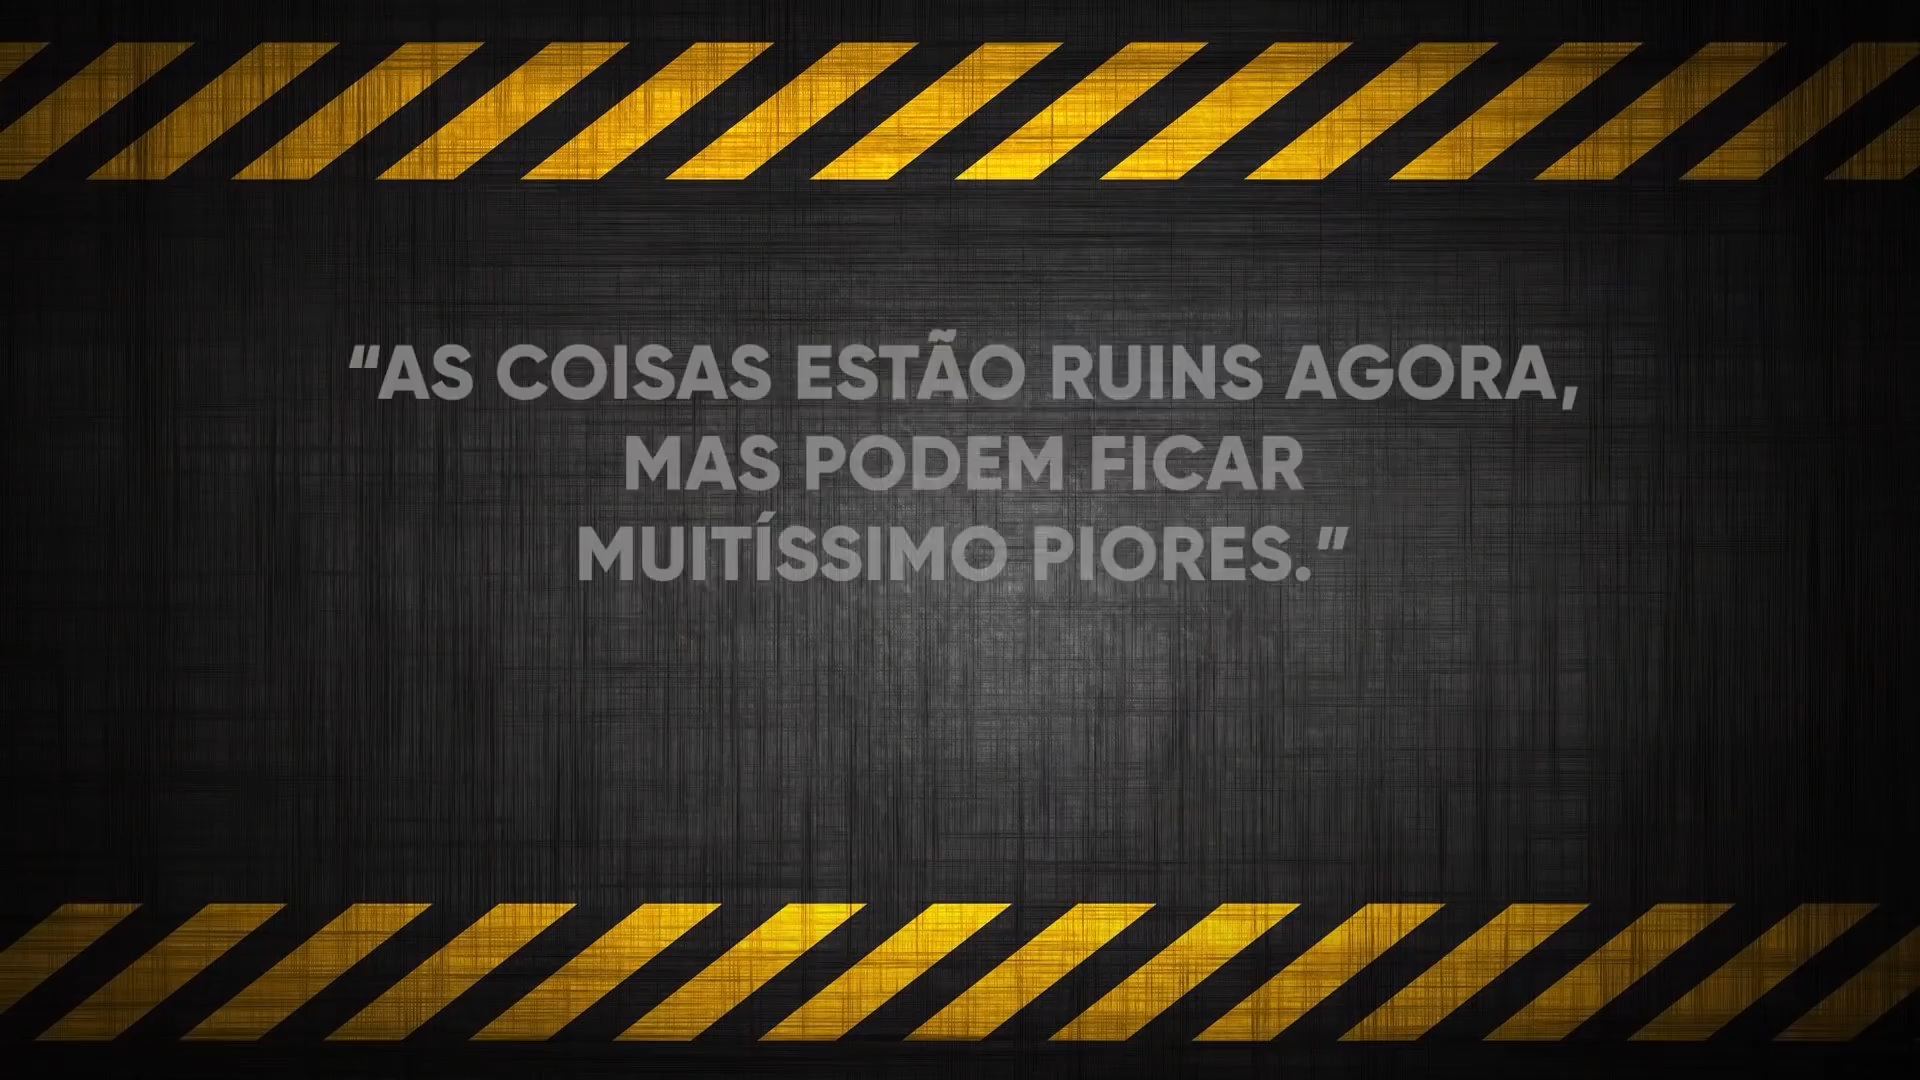 “AS COISAS ESTÃO RUINS AGORA,
MAS PODEM FICAR
MUITÍSSIMO PIORES.”